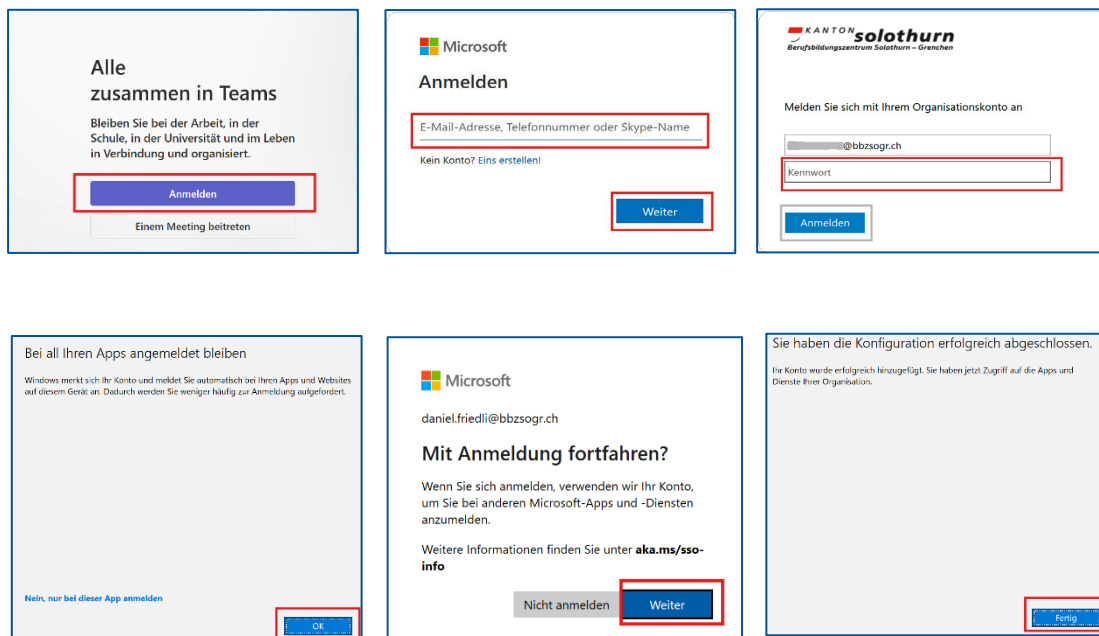 Alle
zusammen in Teams
Bleiben Sie bei der Arbeit, in der
Schule, in der Universität und im Leben
in Verbindung und organisiert.
Anmelden
Einem Meeting beitreten
Microsoft
Anmelden
E-Mail-Adresse, Telefonnummer oder Skype-Name
Kein Konto? Eins erstellen!
Weiter
KANTON solothurn
Berufsbildungszentrum Solothurn – Grenchen
Melden Sie sich mit Ihrem Organisationskonto an
@bbzsogr.ch
Kennwort
Anmelden
Bei all Ihren Apps angemeldet bleiben
Windows merkt sich Ihr Konto und meldet Sie automatisch bei Ihren Apps und Websites
auf diesem Gerät an. Dadurch werden Sie weniger häufig zur Anmeldung aufgefordert.
Nein, nur bei dieser App anmelden
OK
Microsoft
daniel.friedli@bbzsogr.ch
Mit Anmeldung fortfahren?
Wenn Sie sich anmelden, verwenden wir Ihr Konto,
um Sie bei anderen Microsoft-Apps und -Diensten
anzumelden.
Weitere Informationen finden Sie unter aka.ms/sso-
info
Nicht anmelden
Weiter
Sie haben die Konfiguration erfolgreich abgeschlossen.
Ihr Konto wurde erfolgreich hinzugefügt. Sie haben jetzt Zugriff auf die Apps und
Dienste Ihrer Organisation.
Fertig